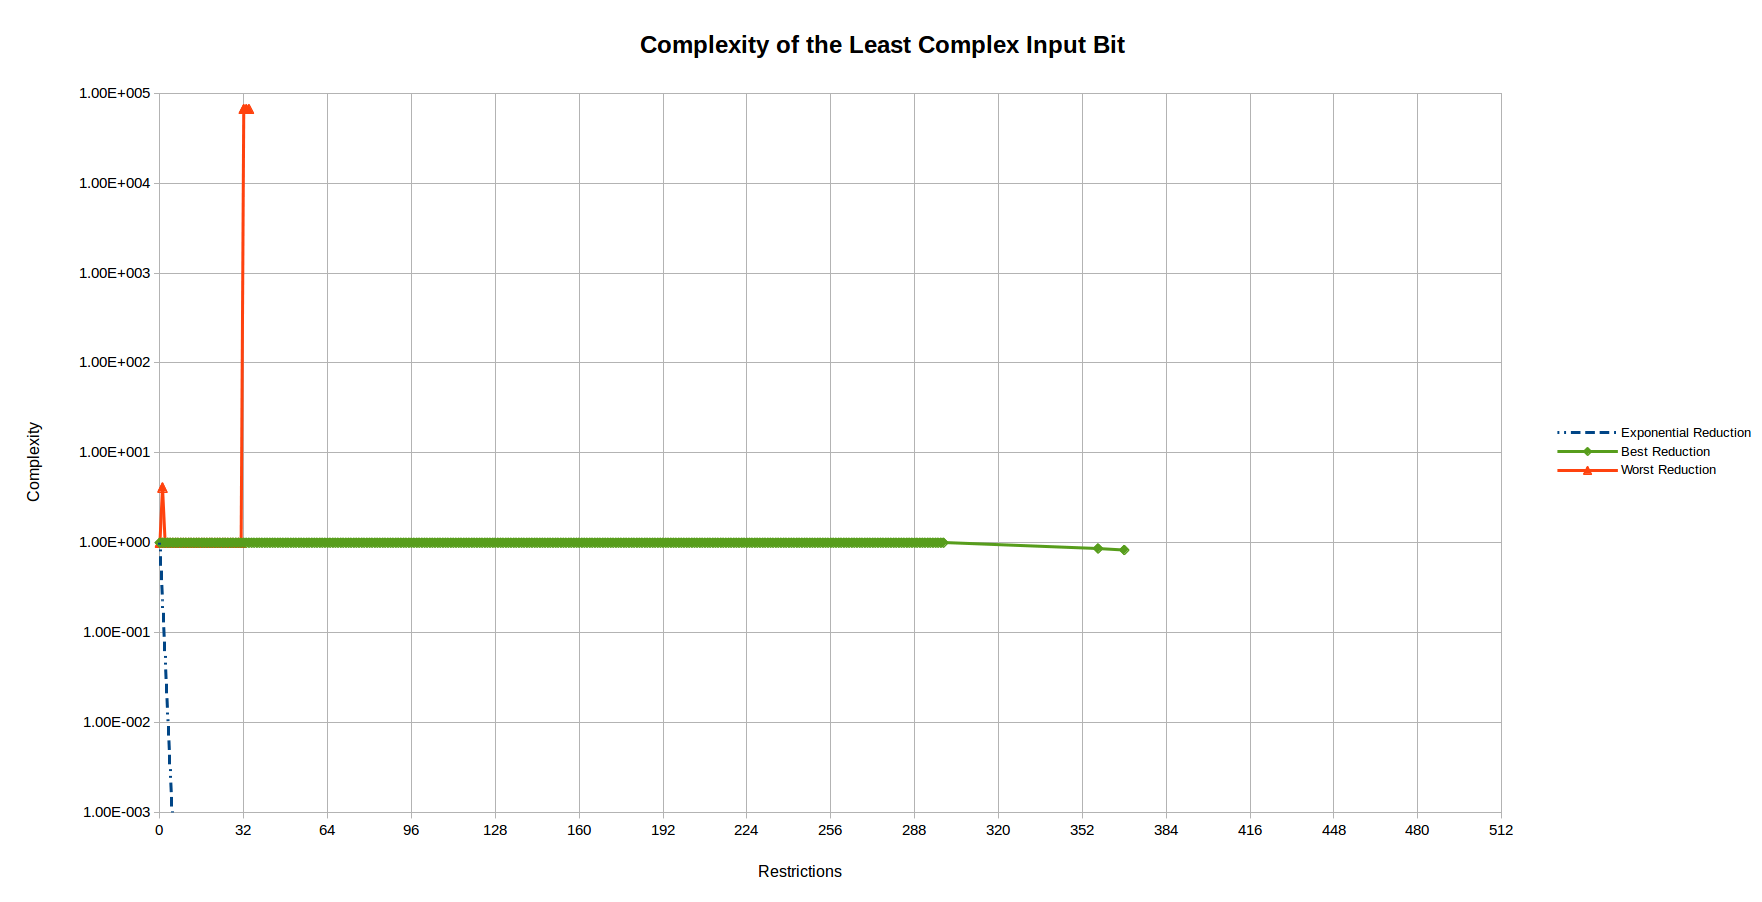 Complexity of the Least Complex Input Bit
1.00E+005
1.00E+004
1.00E+003
1.00E+002
1.00E+001
1.00E+000
1.00E-001
1.00E-002
1.00E-003
Complexity
0 32 64 96 128 160 192 224 256 288 320 352 384 416 448 480 512
Restrictions
Exponential Reduction
Best Reduction
Worst Reduction